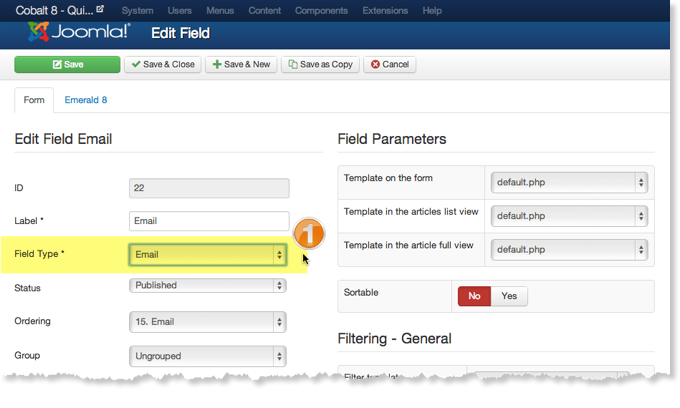 Cobalt 8 - Qui... System Users Menus Content Components Extensions Help
Joomla!® Edit Field
Save Save & Close Save & New Save as Copy Cancel
Form Emerald 8
Edit Field Email
ID 22
Label * Email
1
Field Type * Email
Status Published
Ordering 15. Email
Group Ungrouped
Field Parameters
Template on the form default.php
Template in the articles list view default.php
Template in the article full view default.php
Sortable No Yes
Filtering - General
Filter template